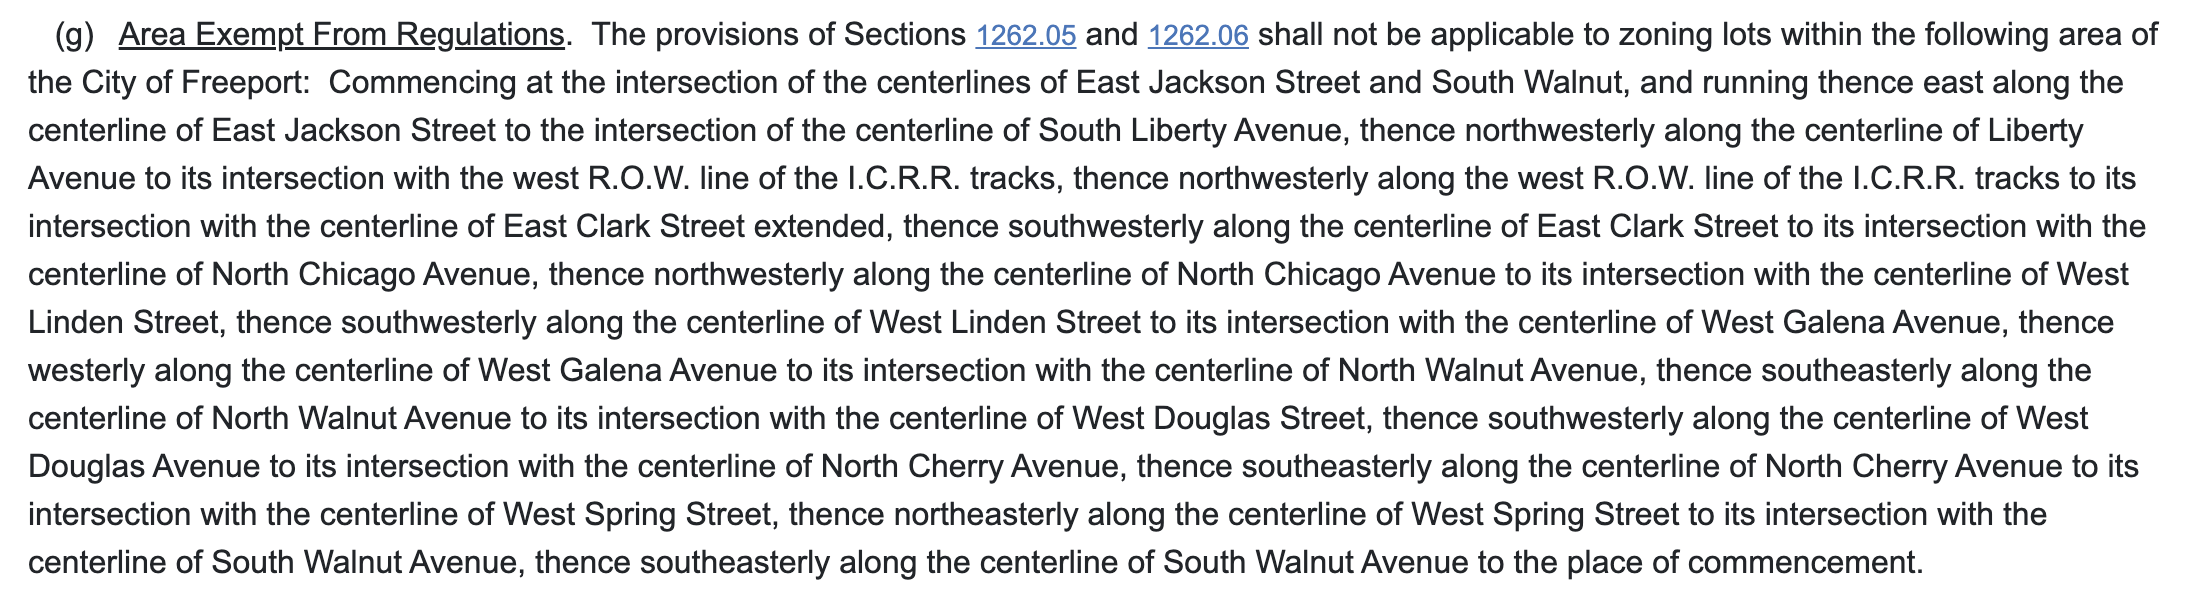 (g) Area Exempt From Regulations. The provisions of Sections 1262.05 and 1262.06 shall not be applicable to zoning lots within the following area of
the City of Freeport: Commencing at the intersection of the centerlines of East Jackson Street and South Walnut, and running thence east along the
centerline of East Jackson Street to the intersection of the centerline of South Liberty Avenue, thence northwesterly along the centerline of Liberty
Avenue to its intersection with the west R.O.W. line of the I.C.R.R. tracks, thence northwesterly along the west R.O.W. line of the I.C.R.R. tracks to its
intersection with the centerline of East Clark Street extended, thence southwesterly along the centerline of East Clark Street to its intersection with the
centerline of North Chicago Avenue, thence northwesterly along the centerline of North Chicago Avenue to its intersection with the centerline of West
Linden Street, thence southwesterly along the centerline of West Linden Street to its intersection with the centerline of West Galena Avenue, thence
westerly along the centerline of West Galena Avenue to its intersection with the centerline of North Walnut Avenue, thence southeasterly along the
centerline of North Walnut Avenue to its intersection with the centerline of West Douglas Street, thence southwesterly along the centerline of West
Douglas Avenue to its intersection with the centerline of North Cherry Avenue, thence southeasterly along the centerline of North Cherry Avenue to its
intersection with the centerline of West Spring Street, thence northeasterly along the centerline of West Spring Street to its intersection with the
centerline of South Walnut Avenue, thence southeasterly along the centerline of South Walnut Avenue to the place of commencement.